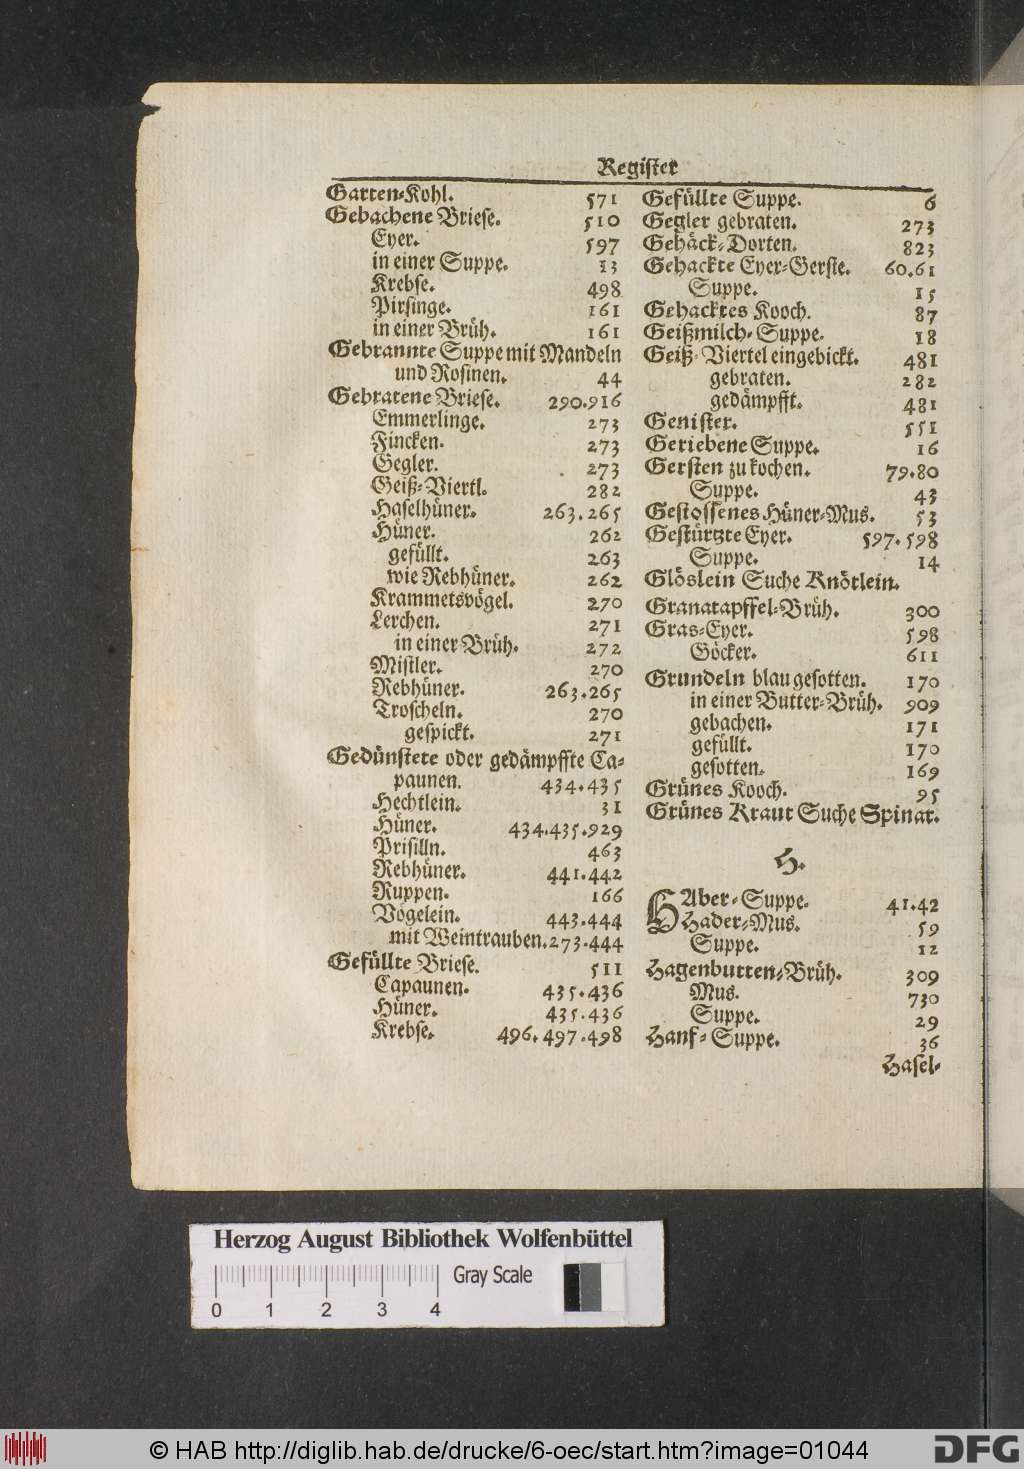 Register
Garten-Kohl. 571
Gebachene Briese. 510
Eyer. 597
in einer Suppe. 13
Krebse. 498
Pirsinge. 161
in einer Brüh. 161
Gebrannte Suppe mit Mandeln
und Rosinen. 44
Gebratene Briese. 290.916
Emmerlinge. 273
Fincken. 273
Gegler. 273
Geiß-Viertl. 282
Haselhüner. 263.265
Hüner. 262
gefüllt. 263
wie Rebhüner. 262
Krammetsvögel. 270
Lerchen. 271
in einer Brüh. 272
Mistler. 270
Rebhüner. 263.265
Troscheln. 270
gespickt. 271
Gedünstete oder gedämpffte Ca-
paunen. 434.435
Hechtlein. 31
Hüner. 434.435.929
Prisilln. 463
Rebhüner. 441.442
Ruppen. 166
Vögelein. 443.444
mit Weintrauben. 273.444
Gefüllte Briese. 511
Capaunen. 435.436
Hüner. 435.436
Krebse. 496.497.498
Gefüllte Suppe. 6
Gegler gebraten. 273
Gehäck-Dorten. 823
Gehackte Eyer-Gerste. 60.61
Suppe. 15
Gehacktes Kooch. 87
Geißmilch-Suppe. 18
Geiß-Viertel eingebickt. 481
gebraten. 282
gedämpfft. 481
Genister. 551
Geriebene Suppe. 16
Gersten zu kochen. 79.80
Suppe. 43
Gestossenes Hüner-Mus. 53
Gestürtzte Eyer. 597.598
Suppe. 14
Glöslein Suche Knötlein.
Granatapffel-Brüh. 300
Gras-Eyer. 598
Göcker. 611
Grundeln blau gesotten. 170
in einer Butter-Brüh. 909
gebachen. 171
gefüllt. 170
gesotten. 169
Grünes Kooch. 95
Grünes Kraut Suche Spinat.
H.
HAber-Suppe. 41.42
Hader-Mus. 59
Suppe. 12
Hagenbutten-Brüh. 309
Mus. 730
Suppe. 29
Hanf-Suppe. 36
Hasel-
Herzog August Bibliothek Wolfenbüttel
Gray Scale
0 1 2 3 4
© HAB http://diglib.hab.de/drucke/6-oec/start.htm?image=01044
DFG